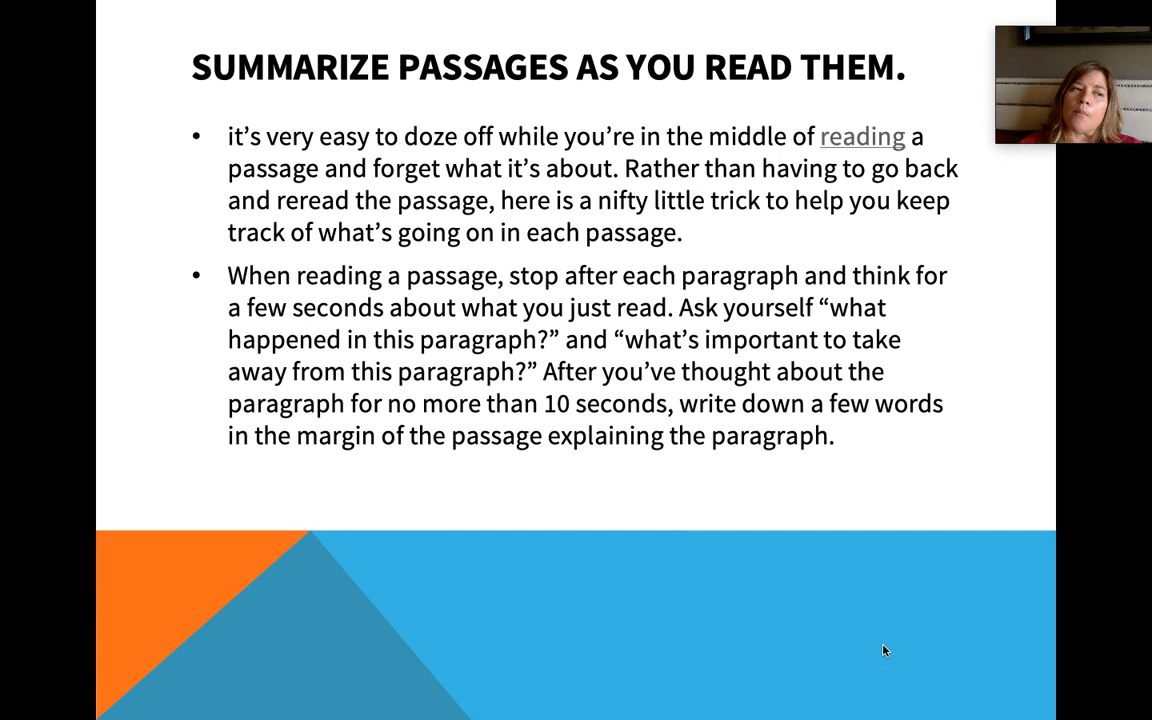 SUMMARIZE PASSAGES AS YOU READ THEM.
• it’s very easy to doze off while you’re in the middle of reading a
passage and forget what it’s about. Rather than having to go back
and reread the passage, here is a nifty little trick to help you keep
track of what’s going on in each passage.
• When reading a passage, stop after each paragraph and think for
a few seconds about what you just read. Ask yourself “what
happened in this paragraph?” and “what’s important to take
away from this paragraph?” After you’ve thought about the
paragraph for no more than 10 seconds, write down a few words
in the margin of the passage explaining the paragraph.